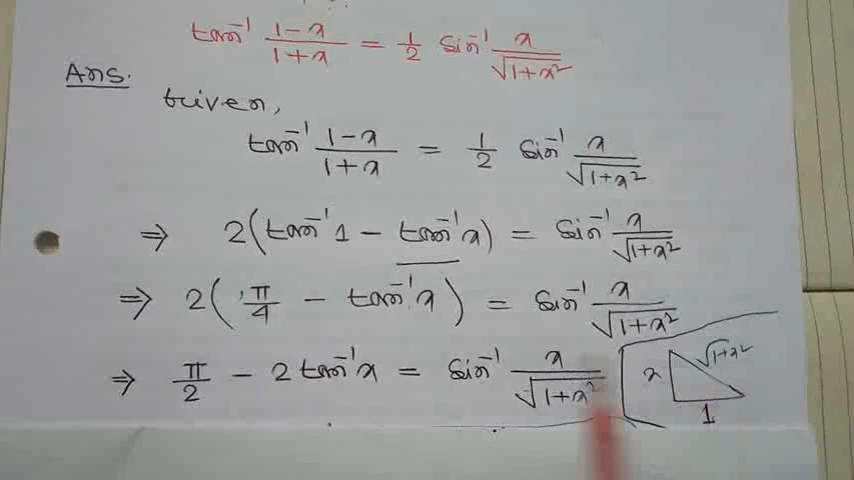 tan⁻¹ (1-x)/(1+x) = 1/2 sin⁻¹ x/√(1+x²)
Ans.
Given,
tan⁻¹ (1-x)/(1+x) = 1/2 sin⁻¹ x/√(1+x²)
⇒ 2(tan⁻¹ 1 - tan⁻¹ x) = sin⁻¹ x/√(1+x²)
⇒ 2(π/4 - tan⁻¹ x) = sin⁻¹ x/√(1+x²)
⇒ π/2 - 2 tan⁻¹ x = sin⁻¹ x/√(1+x²)
x √(1+x²)
1